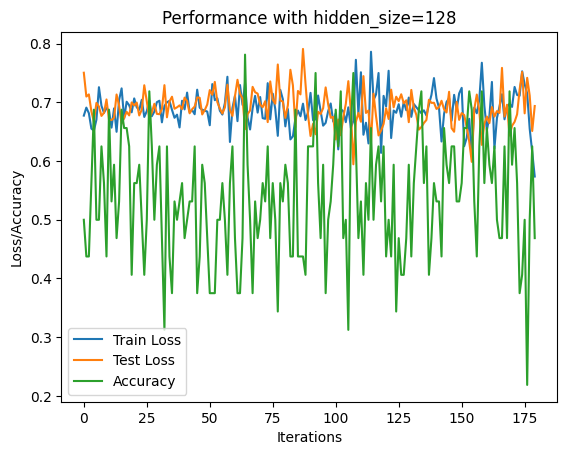 Performance with hidden_size=128
Loss/Accuracy
0.8
0.7
0.6
0.5
0.4
0.3
0.2
Train Loss
Test Loss
Accuracy
0 25 50 75 100 125 150 175
Iterations